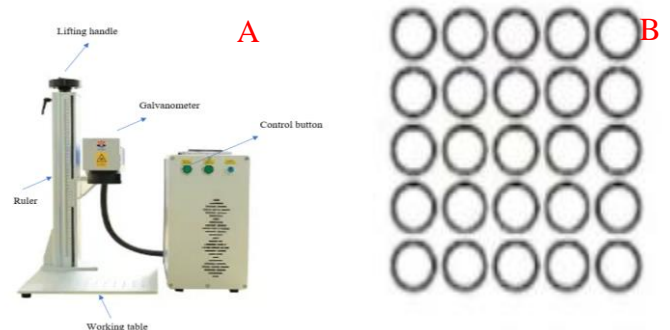 Lifting handle
A
B
Galvanometer
Control button
Ruler
Working table